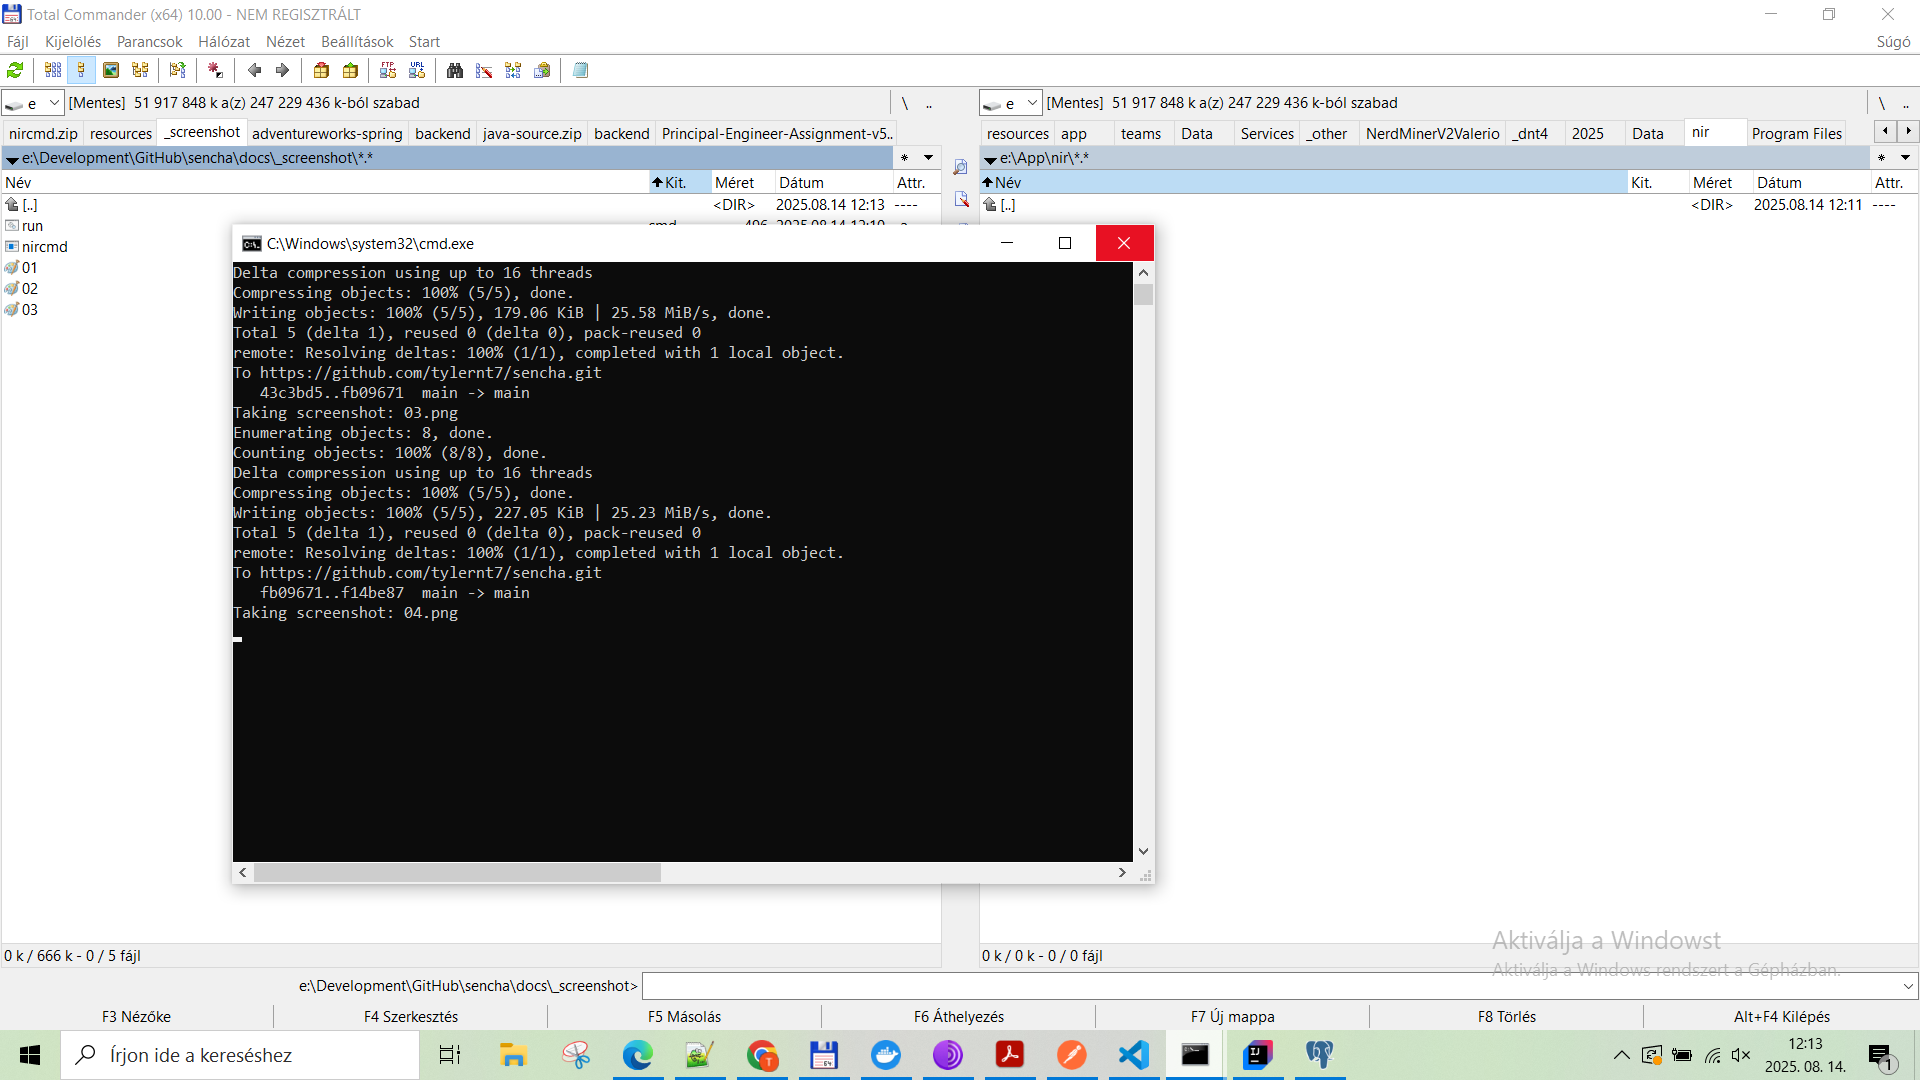 Total Commander (x64) 10.00 - NEM REGISZTRÁLT
Fájl Kijelölés Parancsok Hálózat Nézet Beállítások Start Súgó
e [Mentes] 51 917 848 k a(z) 247 229 436 k-ból szabad \ ..
e [Mentes] 51 917 848 k a(z) 247 229 436 k-ból szabad \ ..
nircmd.zip resources _screenshot adventureworks-spring backend java-source.zip backend Principal-Engineer-Assignment-v5..
resources app teams Data Services _other NerdMinerV2Valerio _dnt4 2025 Data nir Program Files
e:\Development\GitHub\sencha\docs\_screenshot\*.*
e:\App\nir\*.*
Név Kit. Méret Dátum Attr.
Név Kit. Méret Dátum Attr.
[..] <DIR> 2025.08.14 12:13 ----
[..] <DIR> 2025.08.14 12:11 ----
run
nircmd
01
02
03
C:\Windows\system32\cmd.exe
Delta compression using up to 16 threads
Compressing objects: 100% (5/5), done.
Writing objects: 100% (5/5), 179.06 KiB | 25.58 MiB/s, done.
Total 5 (delta 1), reused 0 (delta 0), pack-reused 0
remote: Resolving deltas: 100% (1/1), completed with 1 local object.
To https://github.com/tylernt7/sencha.git
43c3bd5..fb09671 main -> main
Taking screenshot: 03.png
Enumerating objects: 8, done.
Counting objects: 100% (8/8), done.
Delta compression using up to 16 threads
Compressing objects: 100% (5/5), done.
Writing objects: 100% (5/5), 227.05 KiB | 25.23 MiB/s, done.
Total 5 (delta 1), reused 0 (delta 0), pack-reused 0
remote: Resolving deltas: 100% (1/1), completed with 1 local object.
To https://github.com/tylernt7/sencha.git
fb09671..f14be87 main -> main
Taking screenshot: 04.png
Aktiválja a Windowst
Aktiválja a Windows rendszert a Gépházban.
0 k / 666 k - 0 / 5 fájl
0 k / 0 k - 0 / 0 fájl
e:\Development\GitHub\sencha\docs\_screenshot>
F3 Nézőke F4 Szerkesztés F5 Másolás F6 Áthelyezés F7 Új mappa F8 Törlés Alt+F4 Kilépés
Írjon ide a kereséshez
12:13
2025. 08. 14.
1